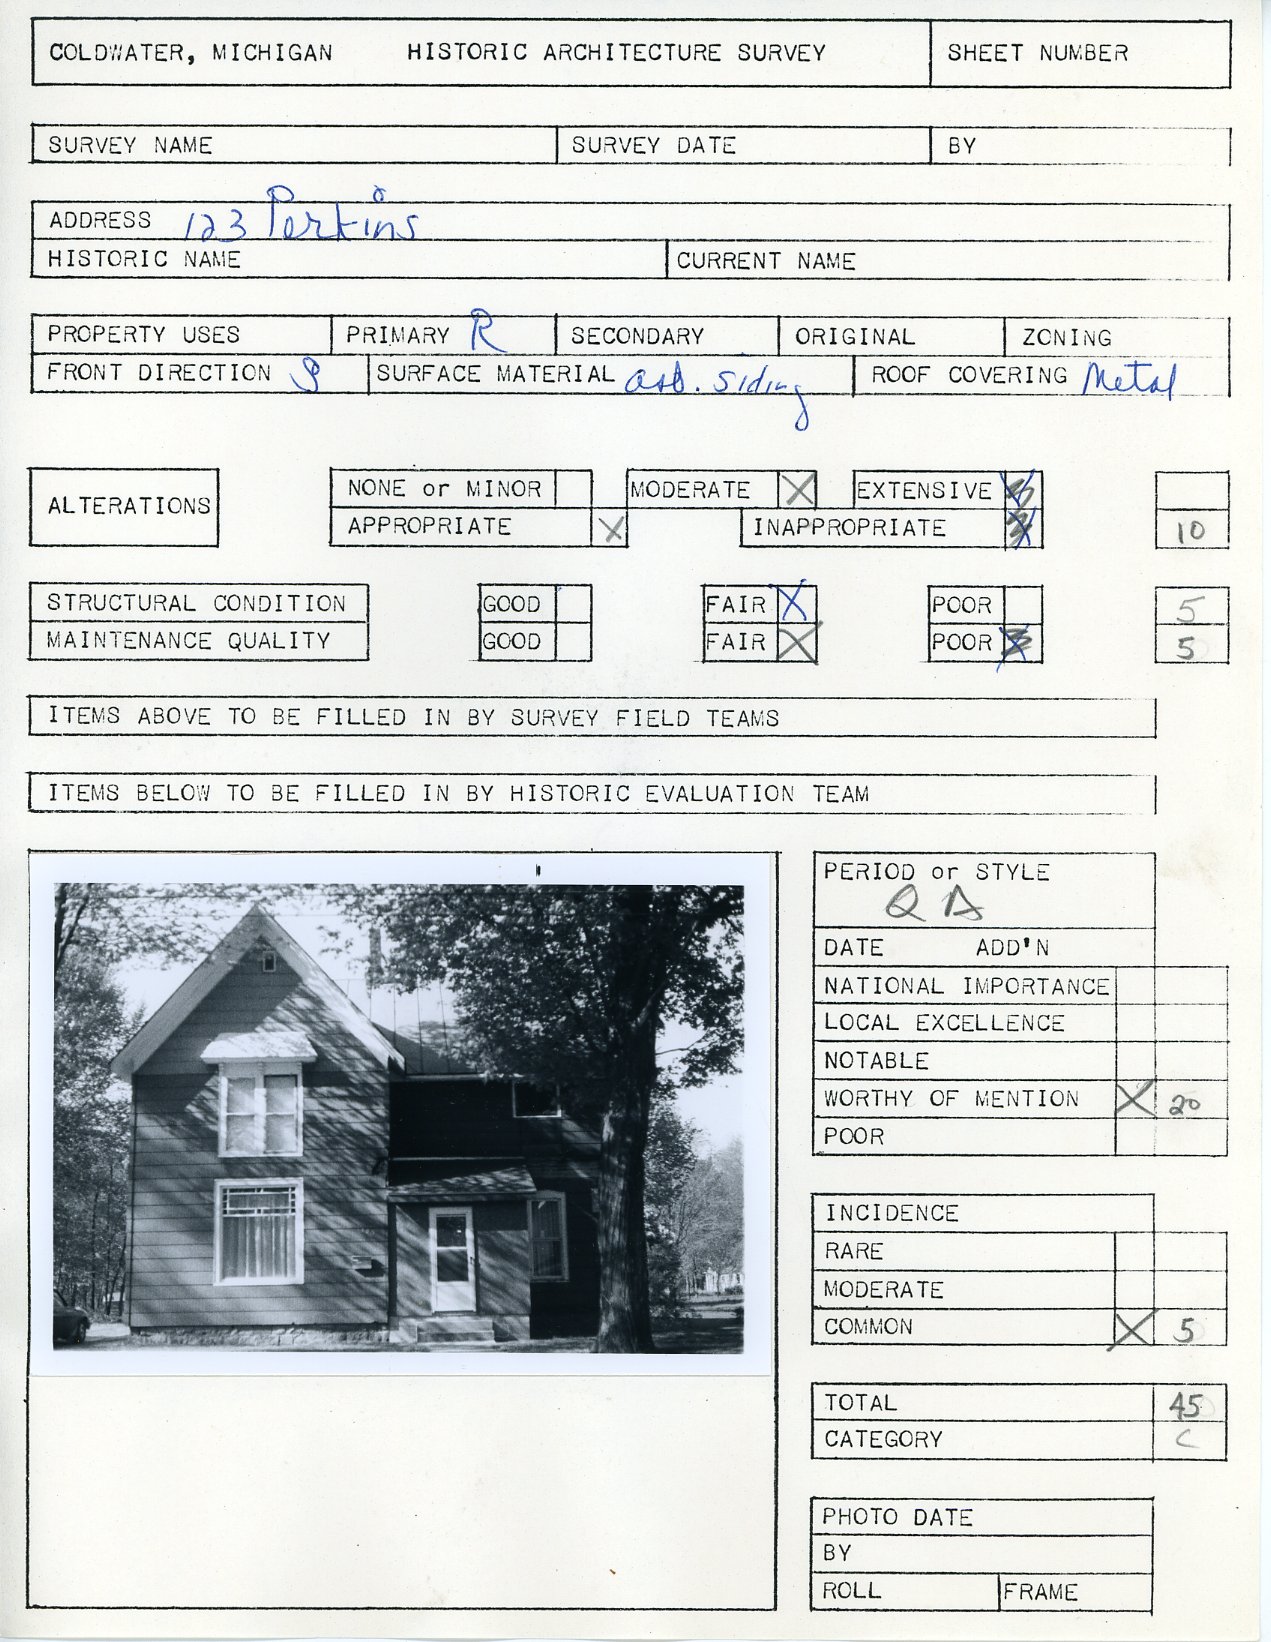 COLDWATER, MICHIGAN HISTORIC ARCHITECTURE SURVEY SHEET NUMBER
SURVEY NAME SURVEY DATE BY
ADDRESS 123 Perkins
HISTORIC NAME CURRENT NAME
PROPERTY USES PRIMARY R SECONDARY ORIGINAL ZONING
FRONT DIRECTION S SURFACE MATERIAL asb. siding ROOF COVERING Metal
ALTERATIONS
NONE or MINOR MODERATE X EXTENSIVE
APPROPRIATE X INAPPROPRIATE X 10
STRUCTURAL CONDITION GOOD FAIR X POOR 5
MAINTENANCE QUALITY GOOD FAIR X POOR X 5
ITEMS ABOVE TO BE FILLED IN BY SURVEY FIELD TEAMS
ITEMS BELOW TO BE FILLED IN BY HISTORIC EVALUATION TEAM
PERIOD or STYLE
Q A
DATE ADD'N
NATIONAL IMPORTANCE
LOCAL EXCELLENCE
NOTABLE
WORTHY OF MENTION X 20
POOR
INCIDENCE
RARE
MODERATE
COMMON X 5
TOTAL 45
CATEGORY C
PHOTO DATE
BY
ROLL FRAME